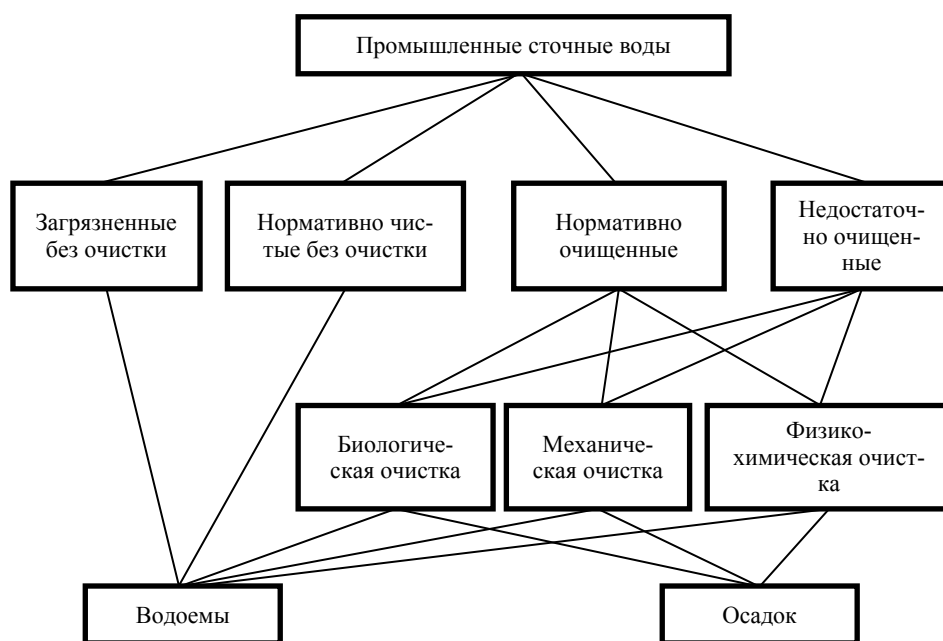 Промышленные сточные воды
Загрязненные
без очистки
Нормативно чис-
тые без очистки
Нормативно
очищенные
Недостаточ-
но очищен-
ные
Биологиче-
ская очистка
Механиче-
ская очистка
Физико-
химическая очист-
ка
Водоемы
Осадок